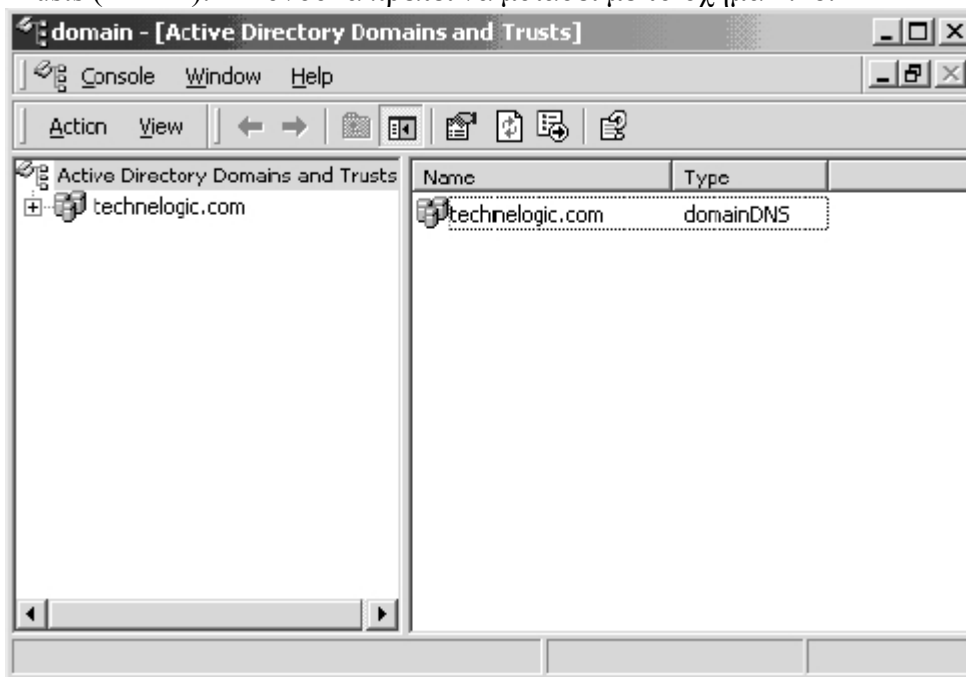 domain - [Active Directory Domains and Trusts]
Console Window Help
Action View
Active Directory Domains and Trusts
technelogic.com
Name Type
technelogic.com domainDNS